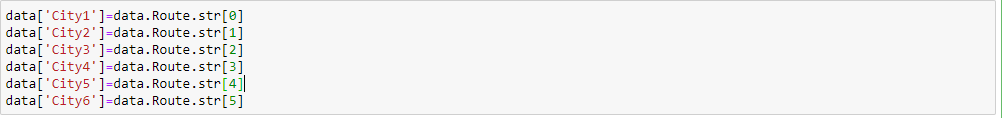 data['City1']=data.Route.str[0]
data['City2']=data.Route.str[1]
data['City3']=data.Route.str[2]
data['City4']=data.Route.str[3]
data['City5']=data.Route.str[4]
data['City6']=data.Route.str[5]